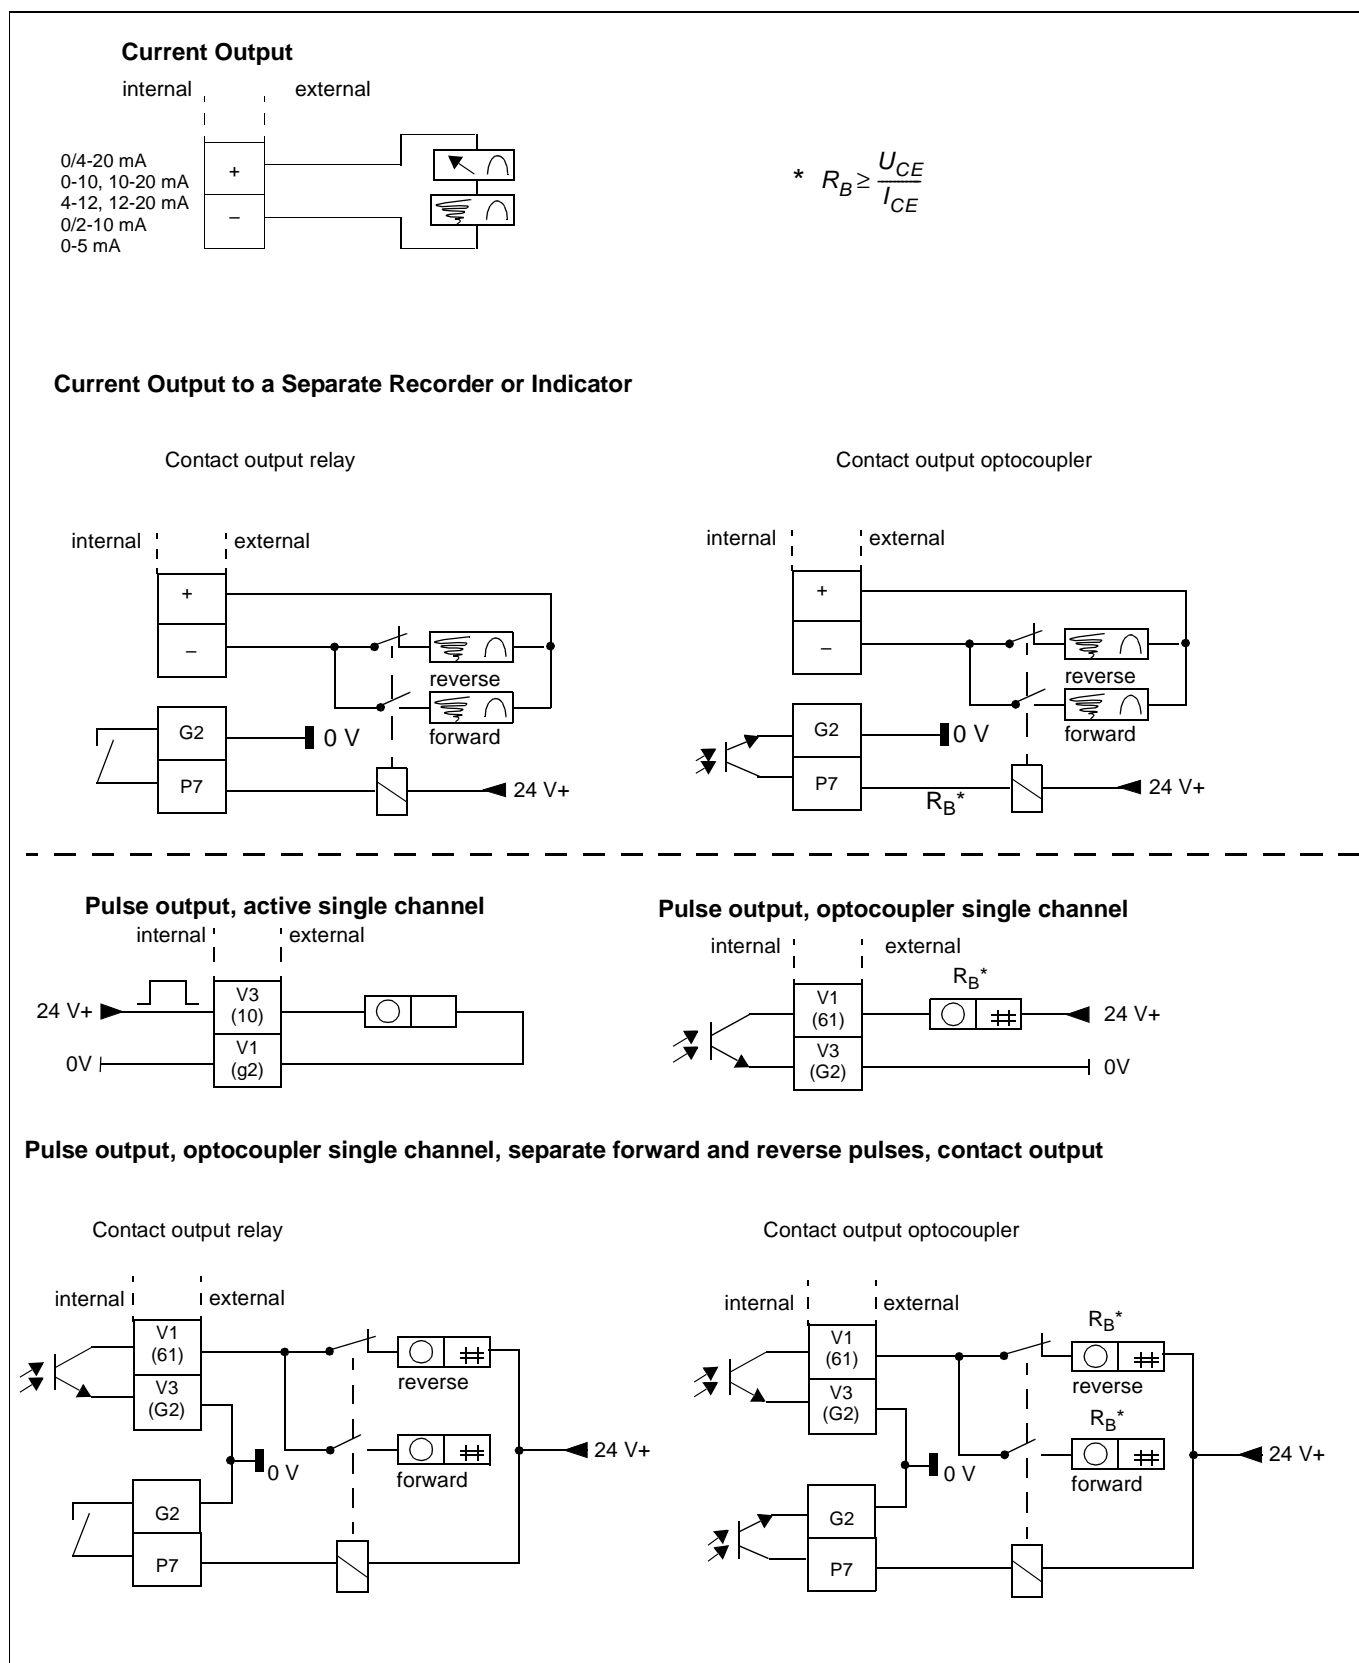 Current Output
internal external
0/4-20 mA
0-10, 10-20 mA
4-12, 12-20 mA
0/2-10 mA
0-5 mA
+
–
* R_B ≥ U_CE / I_CE
Current Output to a Separate Recorder or Indicator
Contact output relay
internal external
+
–
reverse
forward
G2
0 V
P7
24 V+
Contact output optocoupler
internal external
+
–
reverse
forward
G2
0 V
P7
R_B*
24 V+
Pulse output, active single channel
internal external
24 V+
V3
(10)
0V
V1
(g2)
Pulse output, optocoupler single channel
internal external
R_B*
V1
(61)
24 V+
V3
(G2)
0V
Pulse output, optocoupler single channel, separate forward and reverse pulses, contact output
Contact output relay
internal external
V1
(61)
reverse
V3
(G2)
24 V+
0 V
forward
G2
P7
Contact output optocoupler
internal external
R_B*
V1
(61)
reverse
V3
(G2)
R_B*
24 V+
0 V
forward
G2
P7